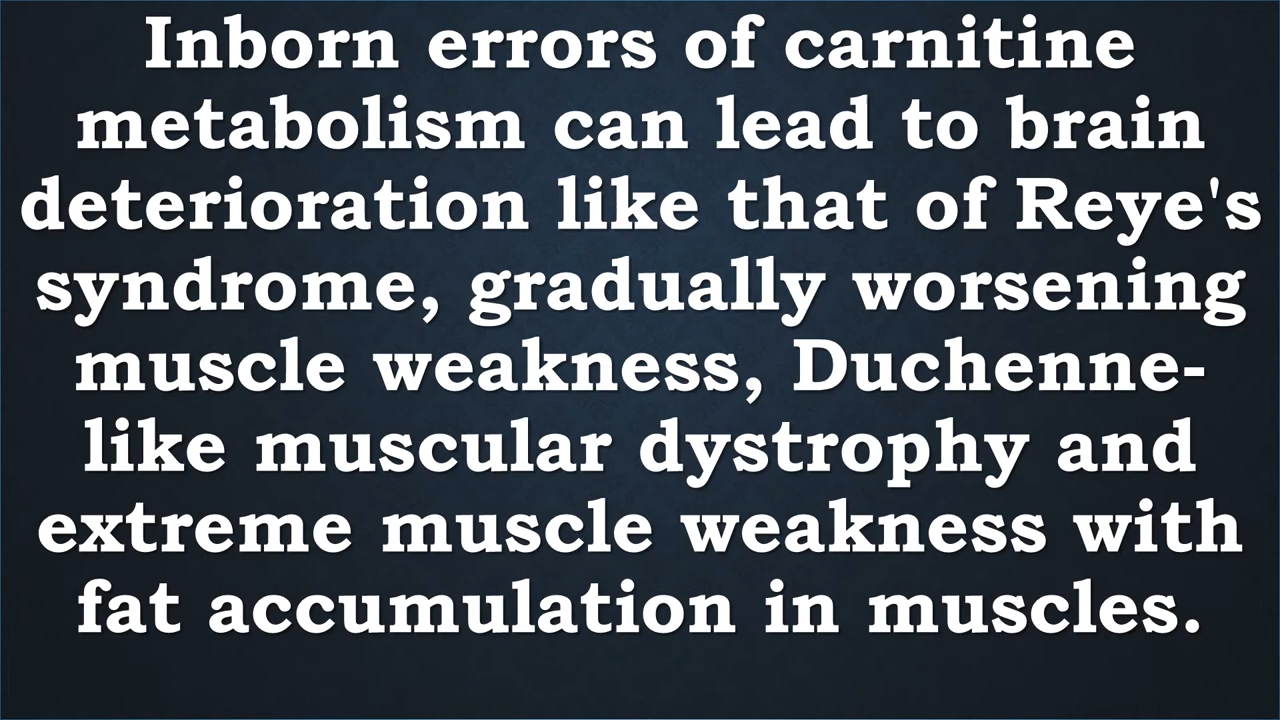 Inborn errors of carnitine
metabolism can lead to brain
deterioration like that of Reye's
syndrome, gradually worsening
muscle weakness, Duchenne-
like muscular dystrophy and
extreme muscle weakness with
fat accumulation in muscles.